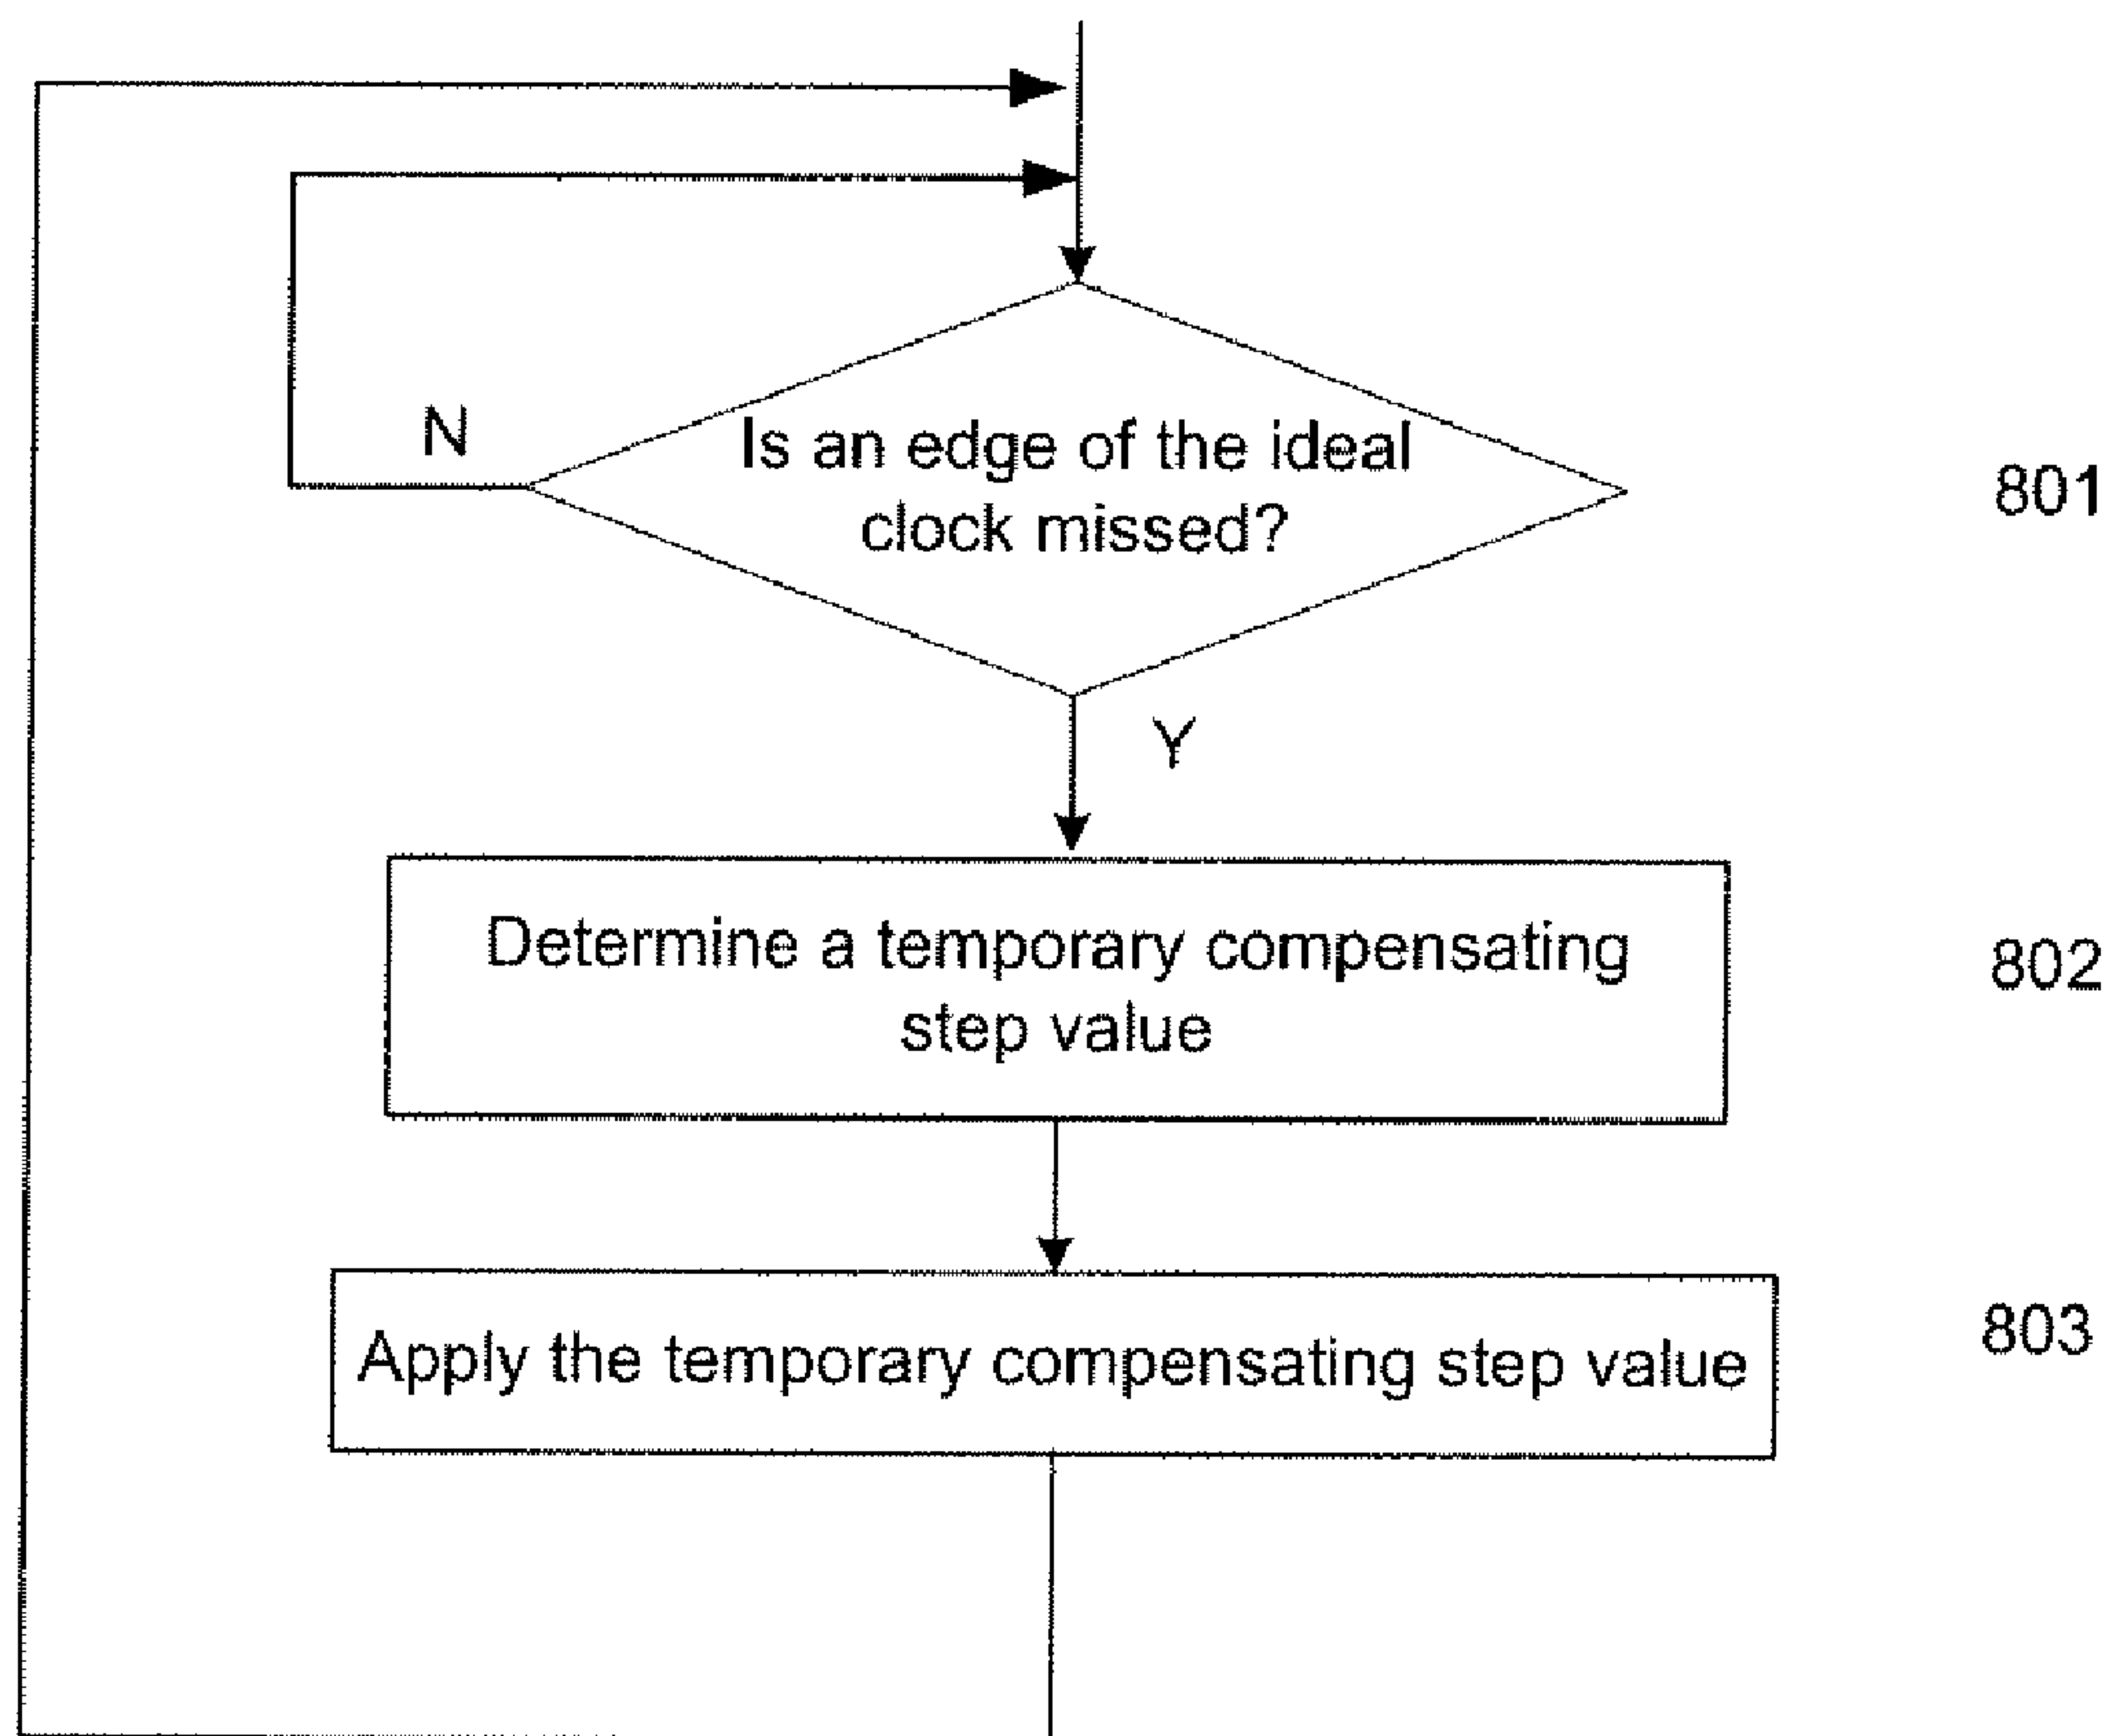 N
Is an edge of the ideal
clock missed?
801
Y
Determine a temporary compensating
step value
802
Apply the temporary compensating step value
803